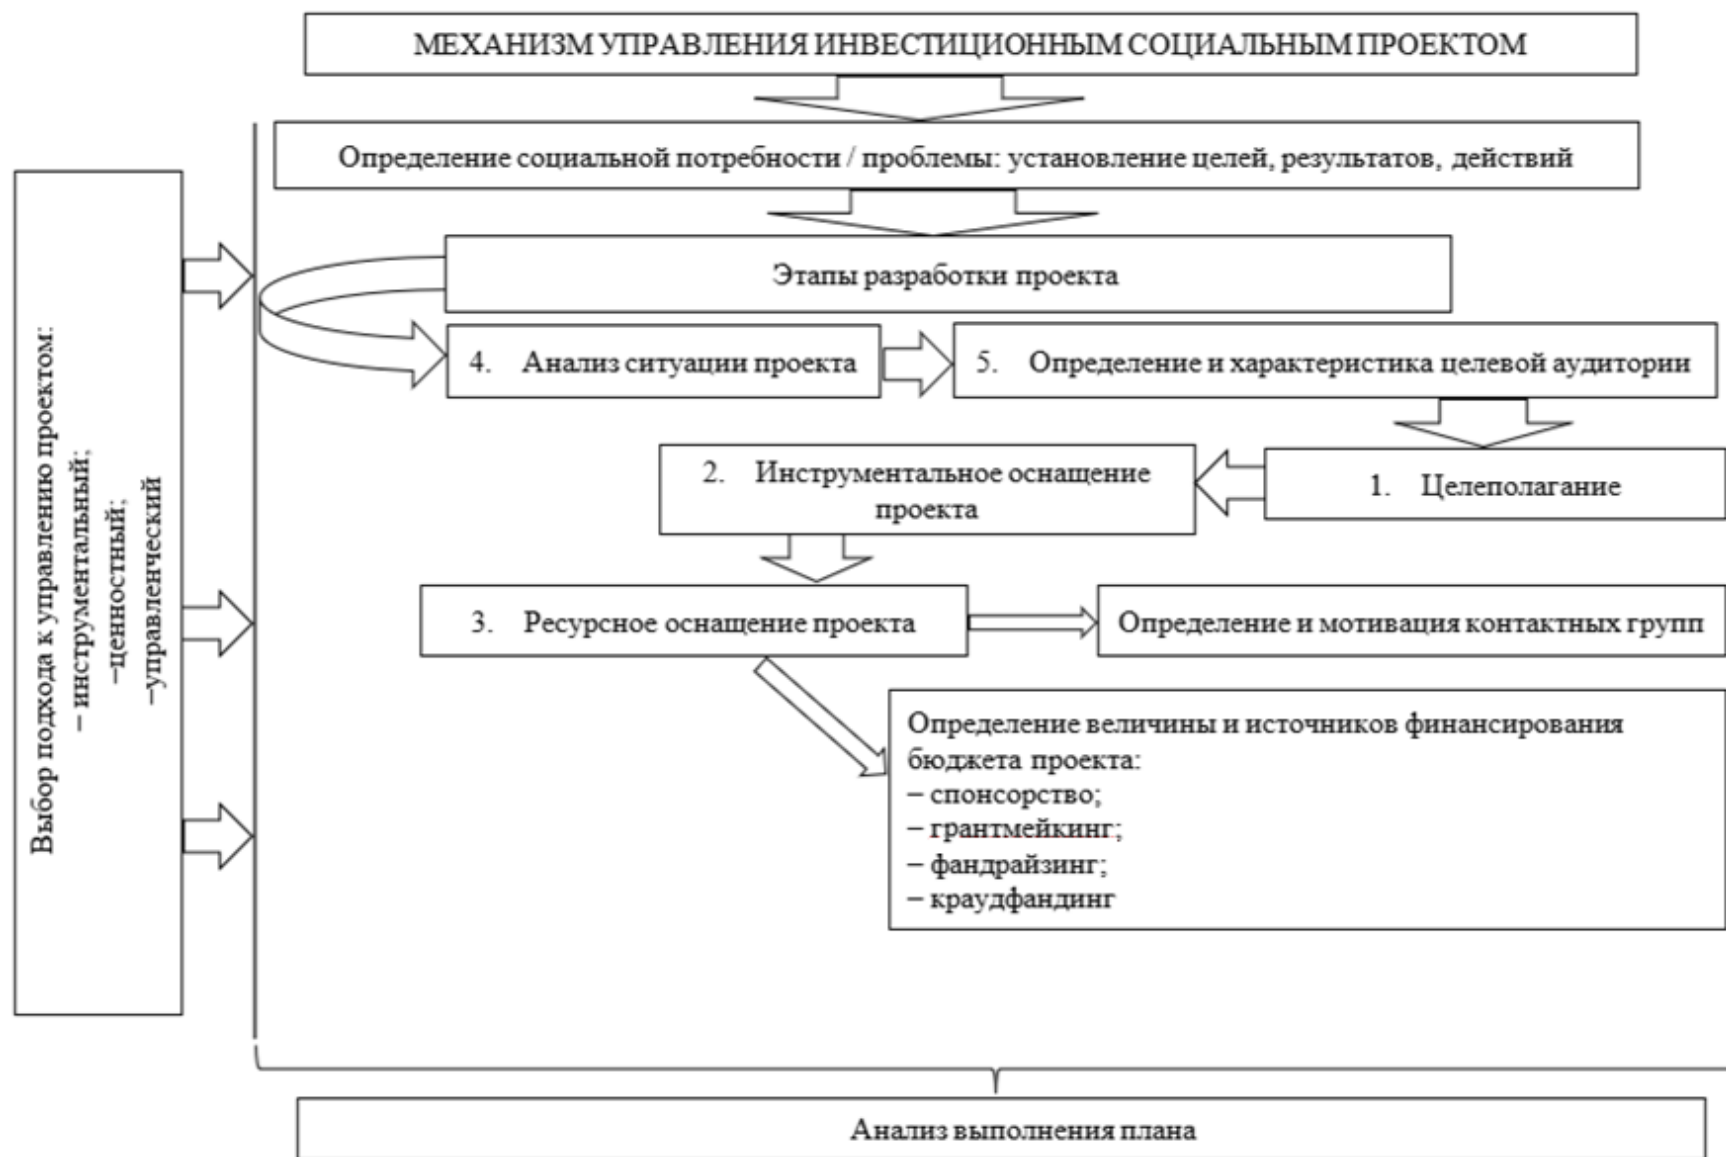 МЕХАНИЗМ УПРАВЛЕНИЯ ИНВЕСТИЦИОННЫМ СОЦИАЛЬНЫМ ПРОЕКТОМ
Определение социальной потребности / проблемы: установление целей, результатов, действий
Выбор подхода к управлению проектом:
– инструментальный;
–ценностный;
–управленческий
Этапы разработки проекта
4. Анализ ситуации проекта
5. Определение и характеристика целевой аудитории
2. Инструментальное оснащение
проекта
1. Целеполагание
3. Ресурсное оснащение проекта
Определение и мотивация контактных групп
Определение величины и источников финансирования
бюджета проекта:
– спонсорство;
– грантмейкинг;
– фандрайзинг;
– краудфандинг
Анализ выполнения плана